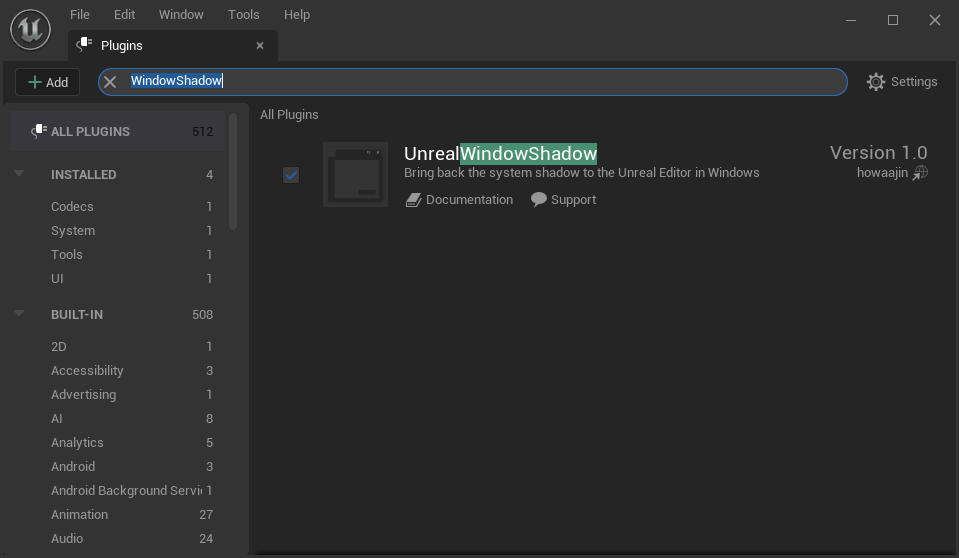 File Edit Window Tools Help
Plugins
Add
WindowShadow
Settings
ALL PLUGINS 512
INSTALLED 4
Codecs 1
System 1
Tools 1
UI 1
BUILT-IN 508
2D 1
Accessibility 3
Advertising 1
AI 8
Analytics 5
Android 3
Android Background Servi 1
Animation 27
Audio 24
All Plugins
UnrealWindowShadow
Version 1.0
Bring back the system shadow to the Unreal Editor in Windows
howaajin
Documentation Support